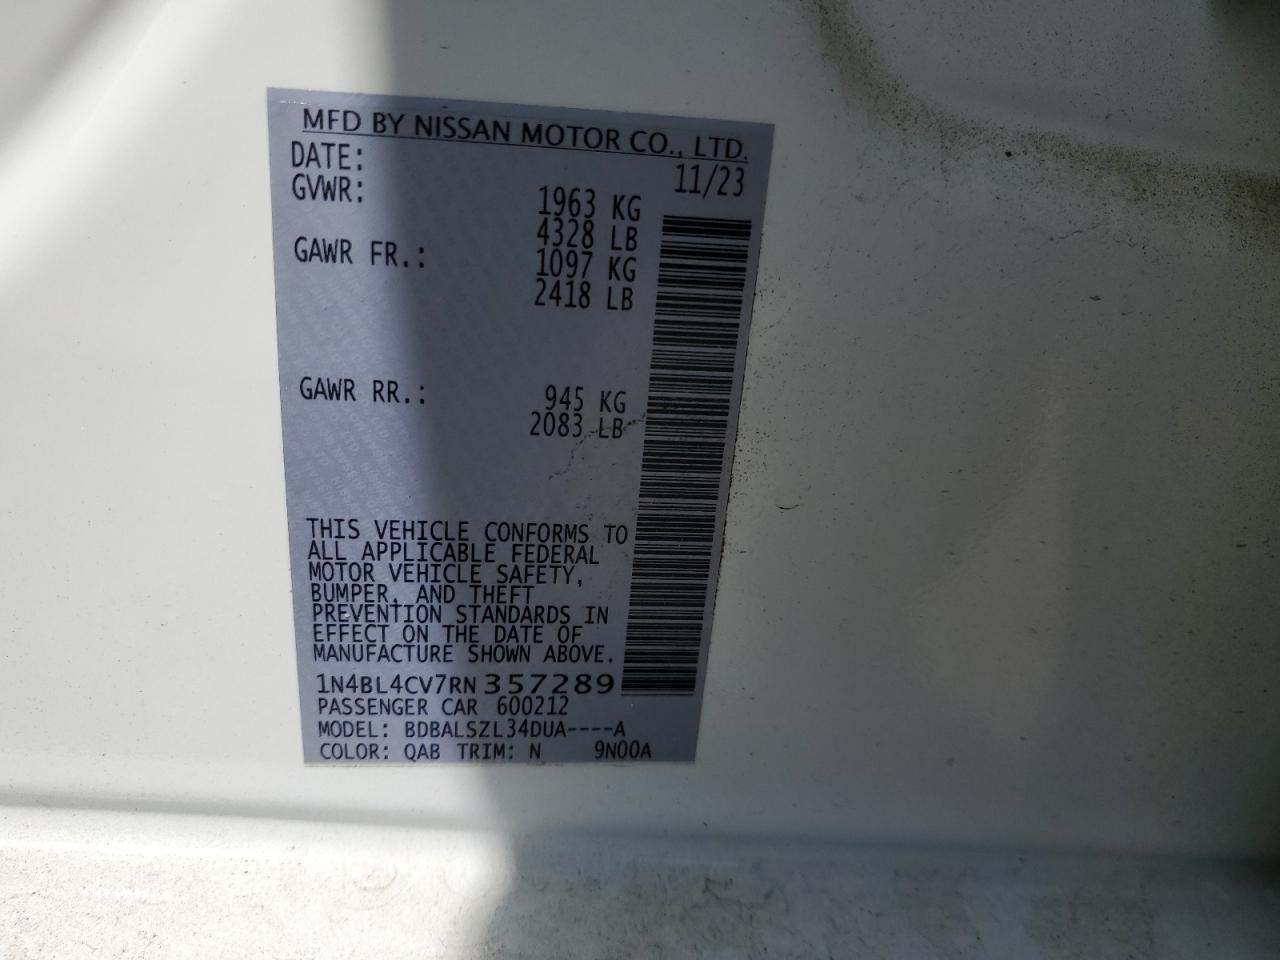 MFD BY NISSAN MOTOR CO., LTD.
DATE: 11/23
GVWR: 1963 KG
4328 LB
GAWR FR.: 1097 KG
2418 LB
GAWR RR.: 945 KG
2083 LB
THIS VEHICLE CONFORMS TO
ALL APPLICABLE FEDERAL
MOTOR VEHICLE SAFETY,
BUMPER, AND THEFT
PREVENTION STANDARDS IN
EFFECT ON THE DATE OF
MANUFACTURE SHOWN ABOVE.
1N4BL4CV7RN357289
PASSENGER CAR 600212
MODEL: BDBALSZL34DUA----A
COLOR: QAB TRIM: N 9N00A